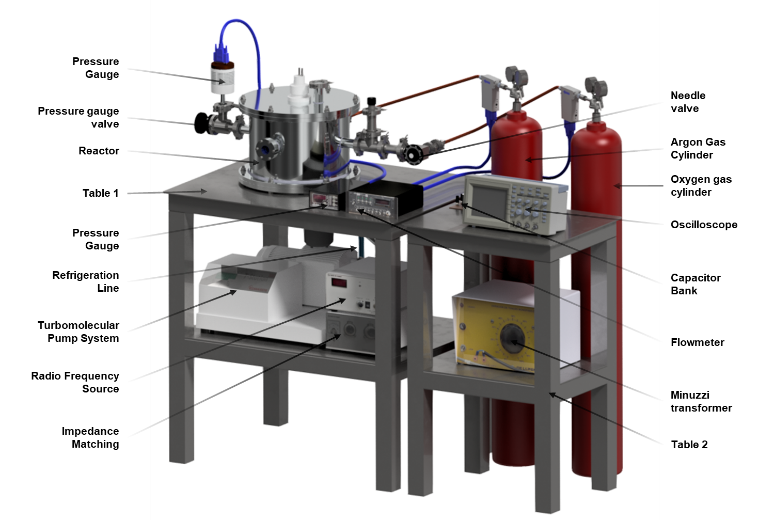 Pressure
Gauge
Pressure gauge
valve
Reactor
Table 1
Pressure
Gauge
Refrigeration
Line
Turbomolecular
Pump System
Radio Frequency
Source
Impedance
Matching
Needle
valve
Argon Gas
Cylinder
Oxygen gas
cylinder
Oscilloscope
Capacitor
Bank
Flowmeter
Minuzzi
transformer
Table 2